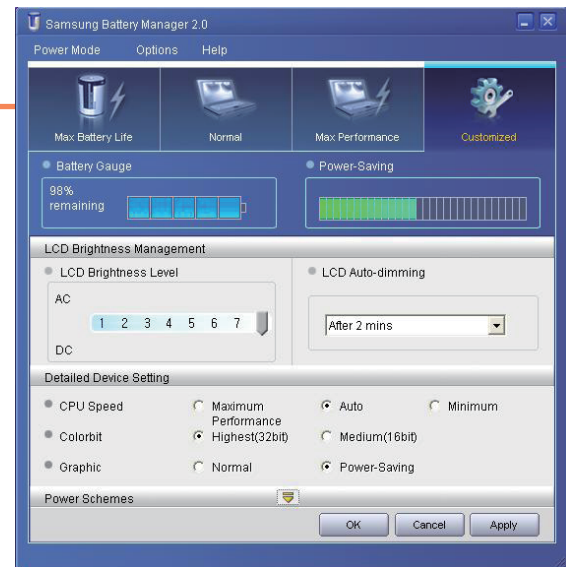 Samsung Battery Manager 2.0
Power Mode Options Help
Max Battery Life Normal Max Performance Customized
Battery Gauge Power-Saving
98%
remaining
LCD Brightness Management
LCD Brightness Level LCD Auto-dimming
AC
1 2 3 4 5 6 7
After 2 mins
DC
Detailed Device Setting
CPU Speed Maximum Performance Auto Minimum
Colorbit Highest(32bit) Medium(16bit)
Graphic Normal Power-Saving
Power Schemes
OK Cancel Apply